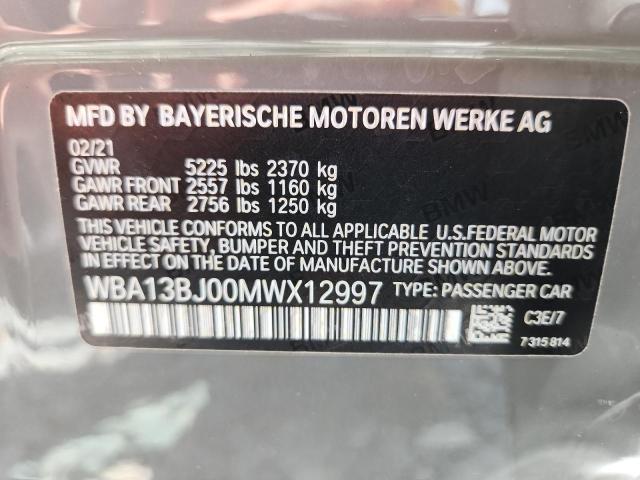 MFD BY BAYERISCHE MOTOREN WERKE AG
02/21
GVWR 5225 lbs 2370 kg
GAWR FRONT 2557 lbs 1160 kg
GAWR REAR 2756 lbs 1250 kg
THIS VEHICLE CONFORMS TO ALL APPLICABLE U.S.FEDERAL MOTOR
VEHICLE SAFETY, BUMPER AND THEFT PREVENTION STANDARDS
IN EFFECT ON THE DATE OF MANUFACTURE SHOWN ABOVE.
WBA13BJ00MWX12997 TYPE: PASSENGER CAR
C3E/7
7 315 814
BMW
BMW